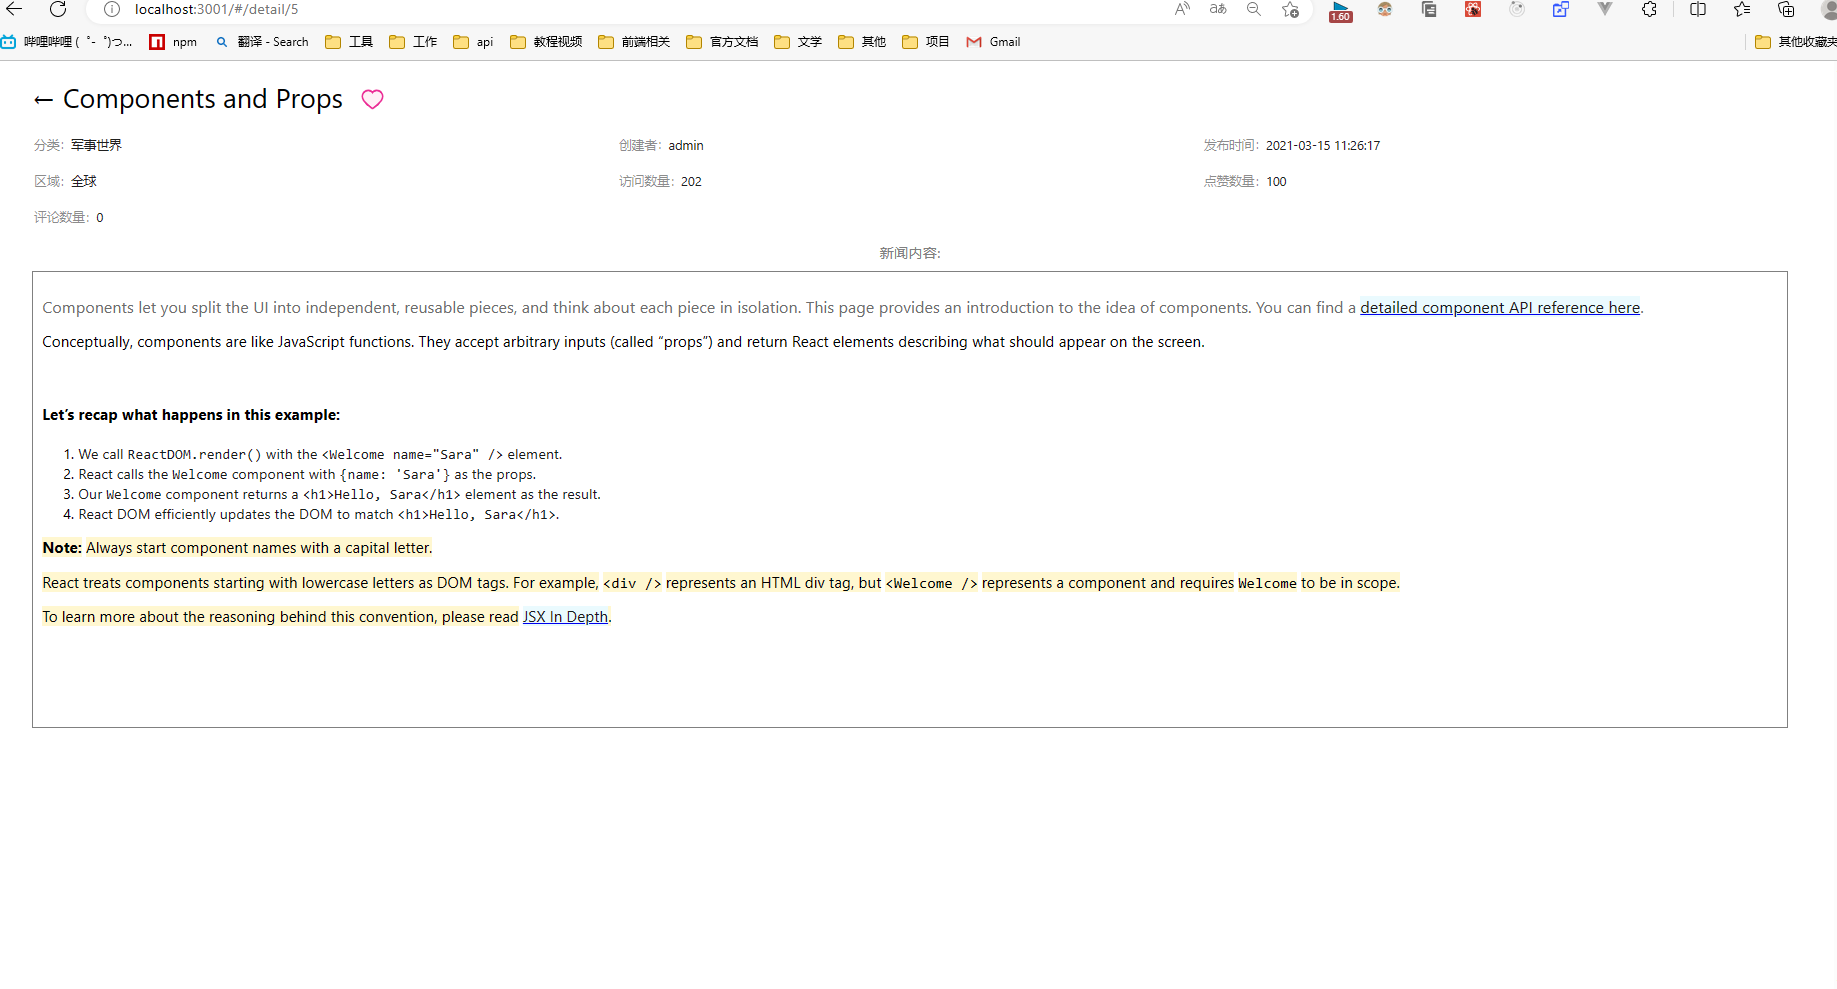 localhost:3001/#/detail/5
1.60
哔哩哔哩 ( ゜- ゜)つ... npm 翻译 - Search 工具 工作 api 教程视频 前端相关 官方文档 文学 其他 项目 Gmail 其他收藏夹
← Components and Props
分类: 军事世界 创建者: admin 发布时间: 2021-03-15 11:26:17
区域: 全球 访问数量: 202 点赞数量: 100
评论数量: 0
新闻内容:
Components let you split the UI into independent, reusable pieces, and think about each piece in isolation. This page provides an introduction to the idea of components. You can find a detailed component API reference here.
Conceptually, components are like JavaScript functions. They accept arbitrary inputs (called “props”) and return React elements describing what should appear on the screen.
Let’s recap what happens in this example:
1. We call ReactDOM.render() with the <Welcome name="Sara" /> element.
2. React calls the Welcome component with {name: 'Sara'} as the props.
3. Our Welcome component returns a <h1>Hello, Sara</h1> element as the result.
4. React DOM efficiently updates the DOM to match <h1>Hello, Sara</h1>.
Note: Always start component names with a capital letter.
React treats components starting with lowercase letters as DOM tags. For example, <div /> represents an HTML div tag, but <Welcome /> represents a component and requires Welcome to be in scope.
To learn more about the reasoning behind this convention, please read JSX In Depth.